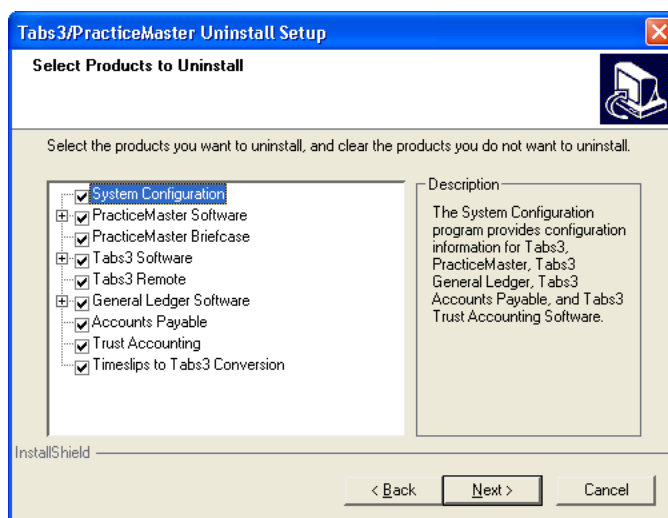 Tabs3/PracticeMaster Uninstall Setup
Select Products to Uninstall
Select the products you want to uninstall, and clear the products you do not want to uninstall.
System Configuration
PracticeMaster Software
PracticeMaster Briefcase
Tabs3 Software
Tabs3 Remote
General Ledger Software
Accounts Payable
Trust Accounting
Timeslips to Tabs3 Conversion
Description
The System Configuration
program provides configuration
information for Tabs3,
PracticeMaster, Tabs3
General Ledger, Tabs3
Accounts Payable, and Tabs3
Trust Accounting Software.
InstallShield
< Back
Next >
Cancel